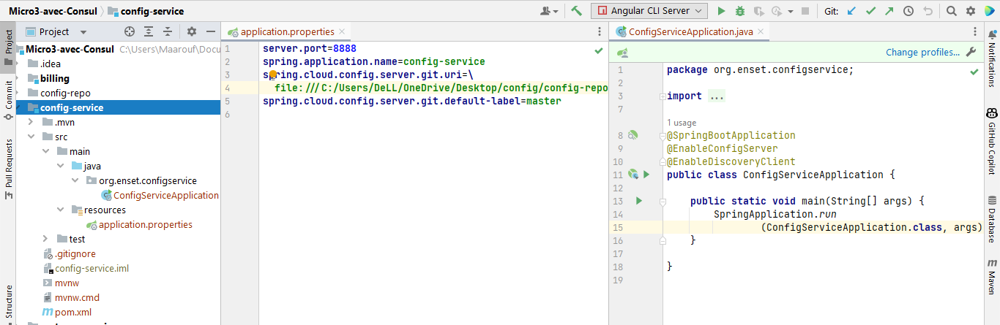 Micro3-avec-Consul config-service
Angular CLI Server
Git:
Project
Pull Requests
Structure
Project
Micro3-avec-Consul C:\Users\Maarouf\Docu
.idea
billing
config-repo
config-service
.mvn
src
main
java
org.enset.configservice
ConfigServiceApplication
resources
application.properties
test
.gitignore
config-service.iml
mvnw
mvnw.cmd
pom.xml
application.properties
1 server.port=8888
2 spring.application.name=config-service
3 spring.cloud.config.server.git.uri=\
4 file:///C:/Users/DeLL/OneDrive/Desktop/config/config-repo
5 spring.cloud.config.server.git.default-label=master
6
ConfigServiceApplication.java
Change profiles...
1 package org.enset.configservice;
2
3 import ...
7
1 usage
8 @SpringBootApplication
9 @EnableConfigServer
10 @EnableDiscoveryClient
11 public class ConfigServiceApplication {
12
13 public static void main(String[] args) {
14 SpringApplication.run
15 (ConfigServiceApplication.class, args)
16 }
17
18 }
19
Notifications
GitHub Copilot
Database
Maven
Commit